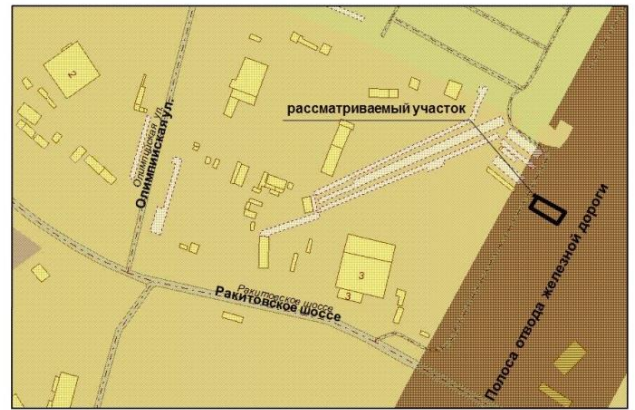 2
рассматриваемый участок
Олимпийская ул.
Олимпийская ул.
3
3
Ракитовское шоссе
Ракитовское шоссе
Полоса отвода железной дороги